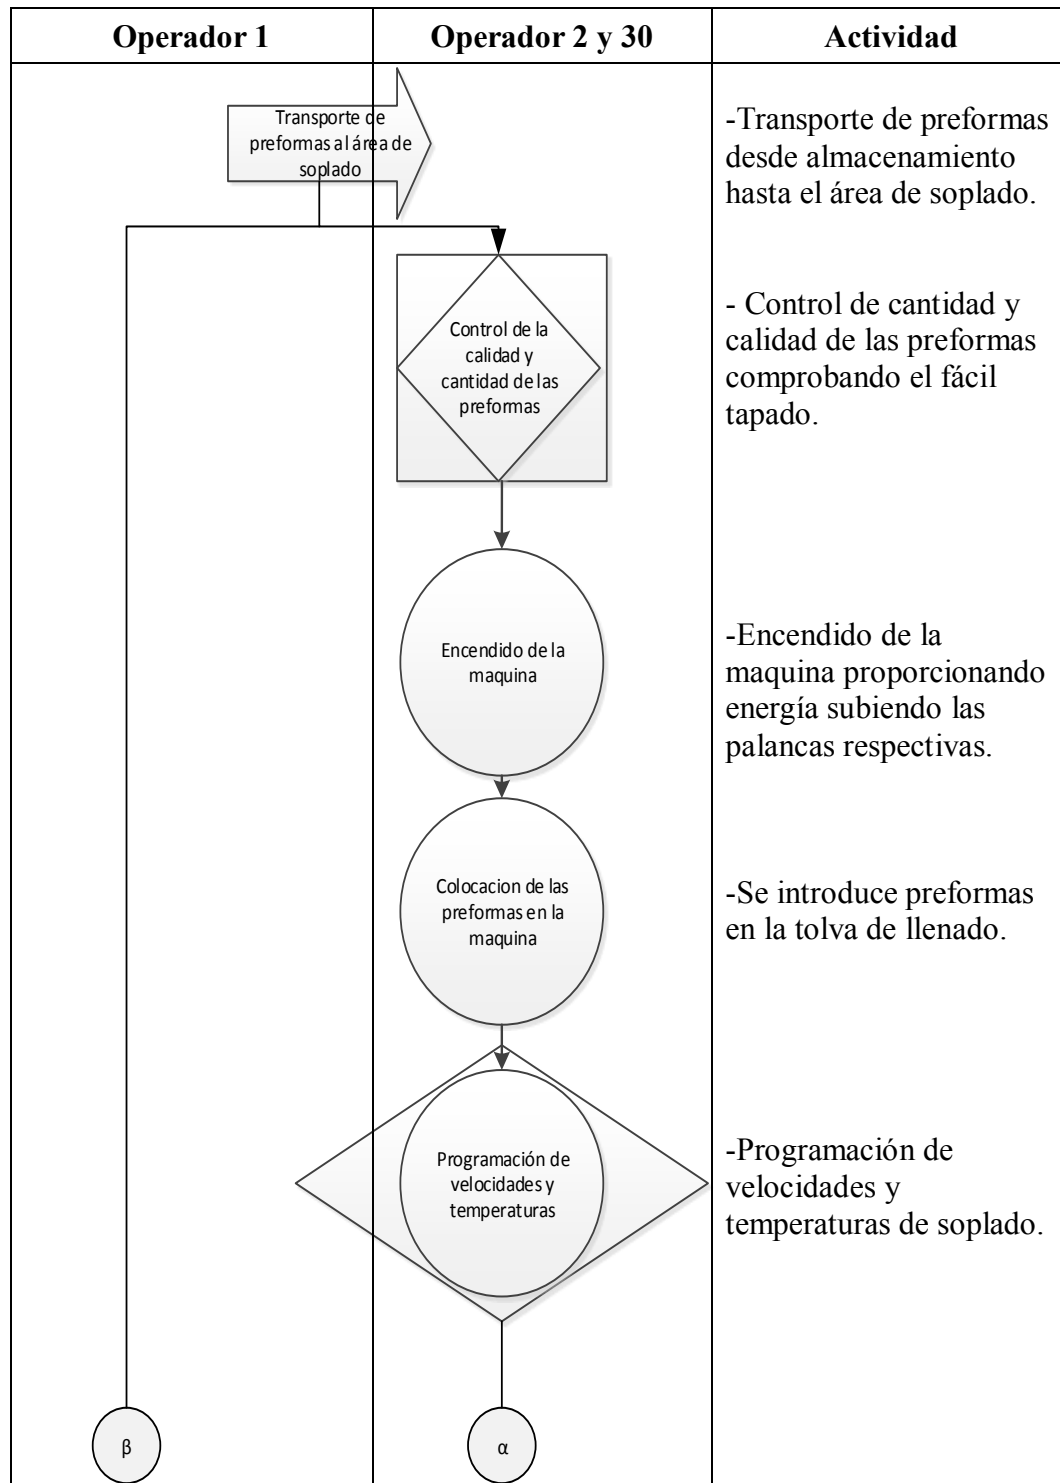 Operador 1
Operador 2 y 30
Actividad
Transporte de
preformas al área de
soplado
-Transporte de preformas
desde almacenamiento
hasta el área de soplado.
Control de la
calidad y
cantidad de las
preformas
- Control de cantidad y
calidad de las preformas
comprobando el fácil
tapado.
Encendido de la
maquina
-Encendido de la
maquina proporcionando
energía subiendo las
palancas respectivas.
Colocacion de las
preformas en la
maquina
-Se introduce preformas
en la tolva de llenado.
Programación de
velocidades y
temperaturas
-Programación de
velocidades y
temperaturas de soplado.
β
α